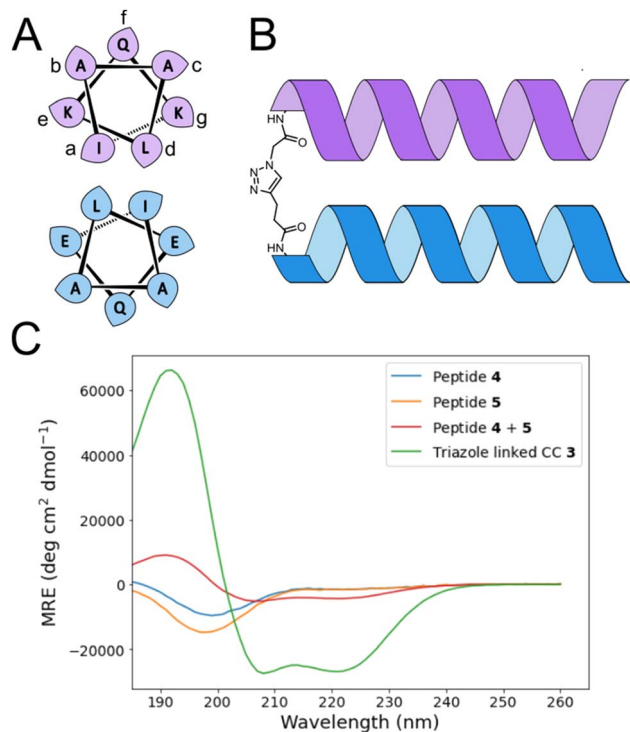 A
f
Q
b A A c
e K K g
a I L d
L I
E E
A A
Q
B
HN
O
N
N
N
O
HN
C
MRE (deg cm² dmol⁻¹)
60000
40000
20000
0
−20000
190 200 210 220 230 240 250 260
Wavelength (nm)
Peptide 4
Peptide 5
Peptide 4 + 5
Triazole linked CC 3